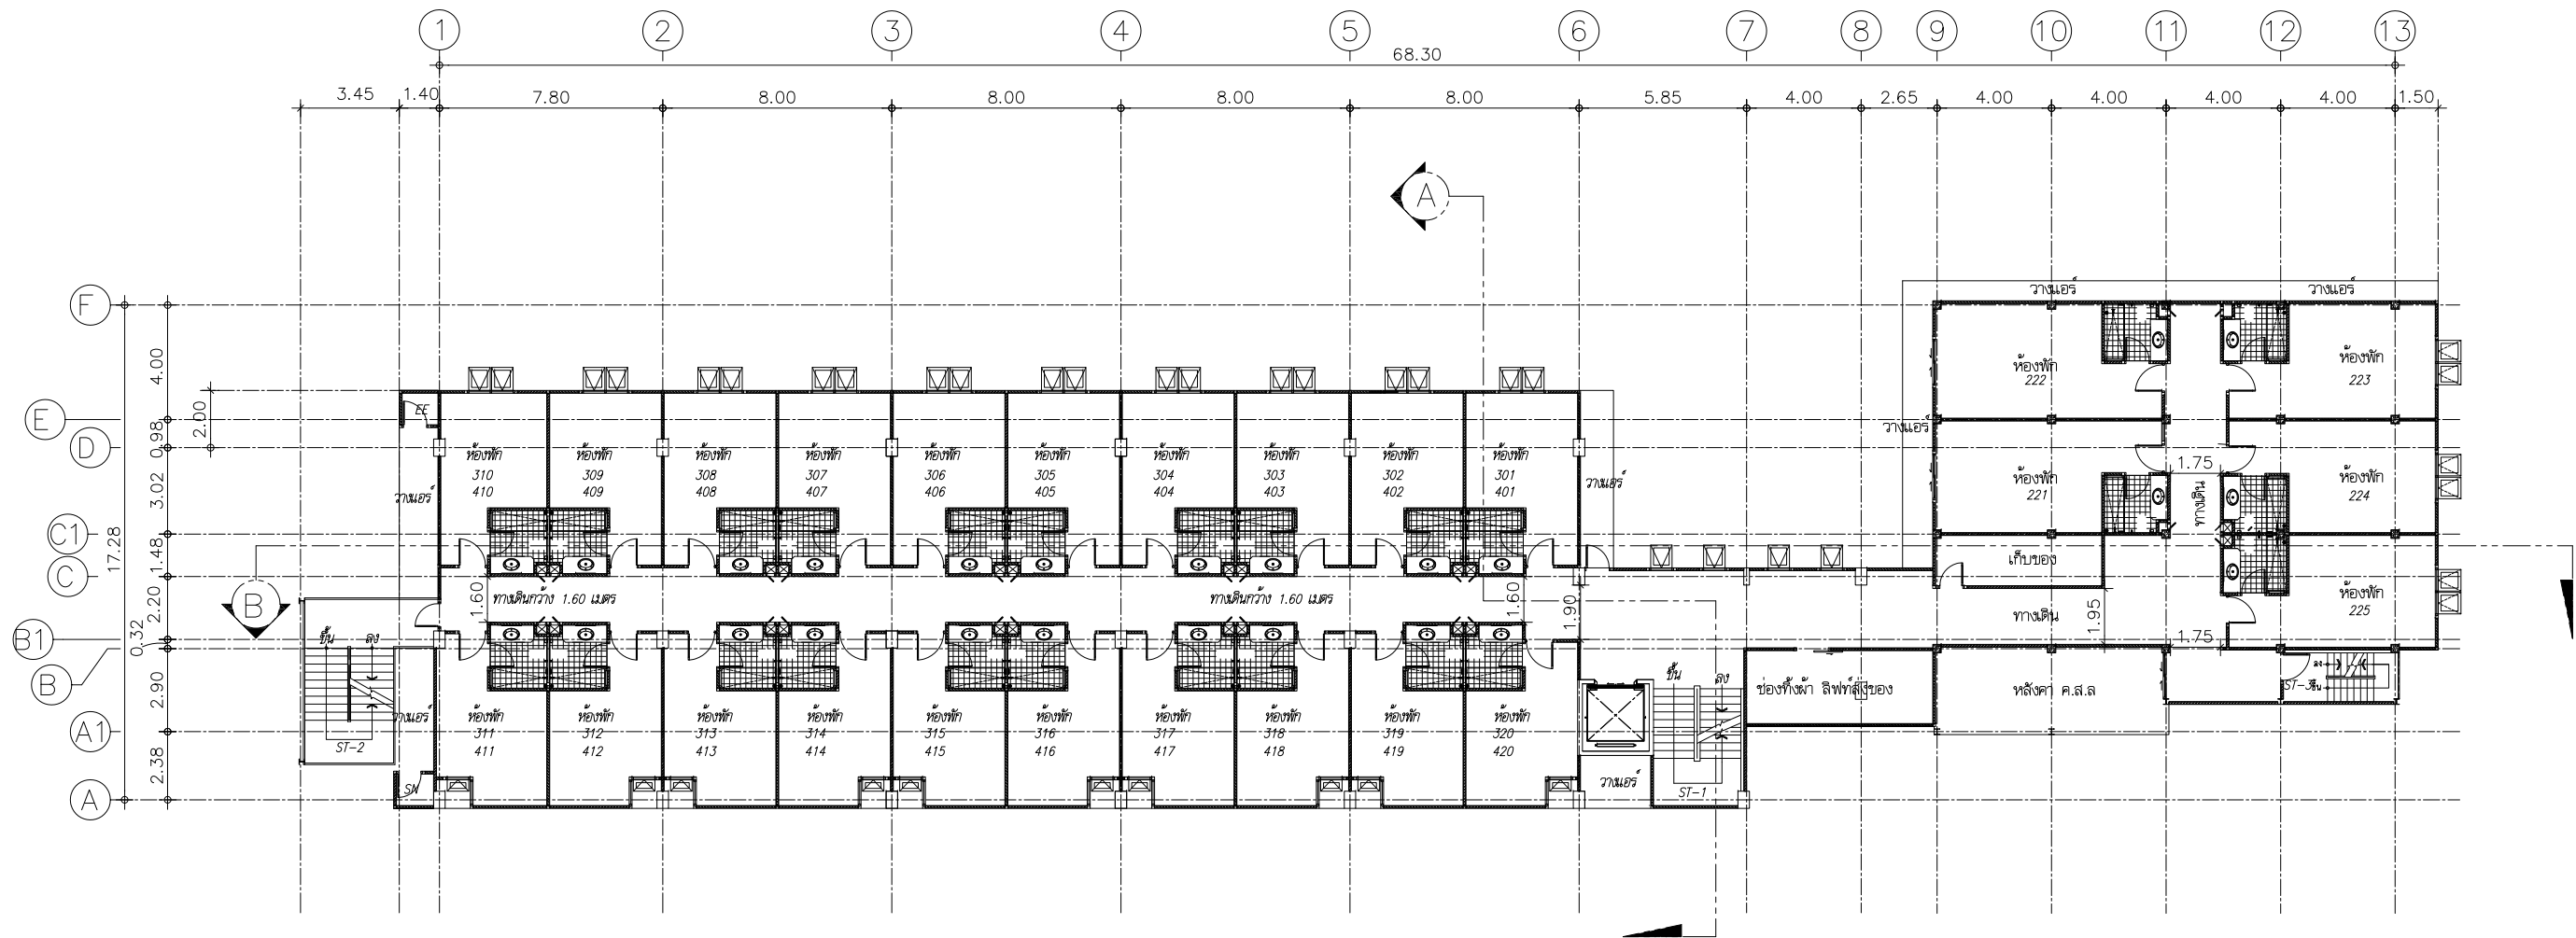 1 2 3 4 5 6 7 8 9 10 11 12 13
68.30
3.45 1.40 7.80 8.00 8.00 8.00 8.00 5.85 4.00 2.65 4.00 4.00 4.00 4.00 1.50
A
F
วางแอร์ วางแอร์
4.00
ห้องพัก
222
ห้องพัก
223
2.00
EE
E
วางแอร์
0.98
D
ห้องพัก
310
410
ห้องพัก
309
409
ห้องพัก
308
408
ห้องพัก
307
407
ห้องพัก
306
406
ห้องพัก
305
405
ห้องพัก
304
404
ห้องพัก
303
403
ห้องพัก
302
402
ห้องพัก
301
401
วางแอร์
วางแอร์
3.02
1.75
ห้องพัก
221
ทางเดิน
ห้องพัก
224
C1
17.28
1.48
C
เก็บของ
B
2.20
1.60
ทางเดินกว้าง 1.60 เมตร
ทางเดินกว้าง 1.60 เมตร
1.60
1.90
ทางเดิน
1.95
1.75
ห้องพัก
225
B1
0.32
B
ขึ้น ลง
2.90
วางแอร์
ST-2
ห้องพัก
311
411
ห้องพัก
312
412
ห้องพัก
313
413
ห้องพัก
314
414
ห้องพัก
315
415
ห้องพัก
316
416
ห้องพัก
317
417
ห้องพัก
318
418
ห้องพัก
319
419
ห้องพัก
320
420
ขึ้น ลง
ช่องทิ้งผ้า ลิฟท์ส่งของ
หลังคา ค.ส.ล
ลง
ขึ้น
ST-3
A1
2.38
SN
วางแอร์
ST-1
A